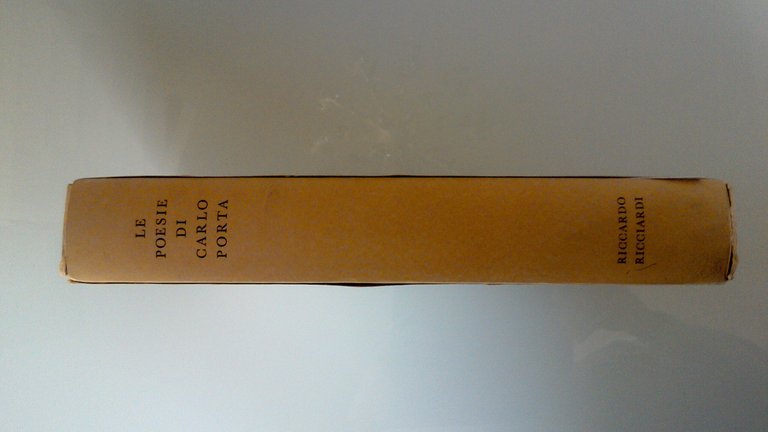 LE
POESIE
DI
CARLO
PORTA
RICCARDO
RICCIARDI